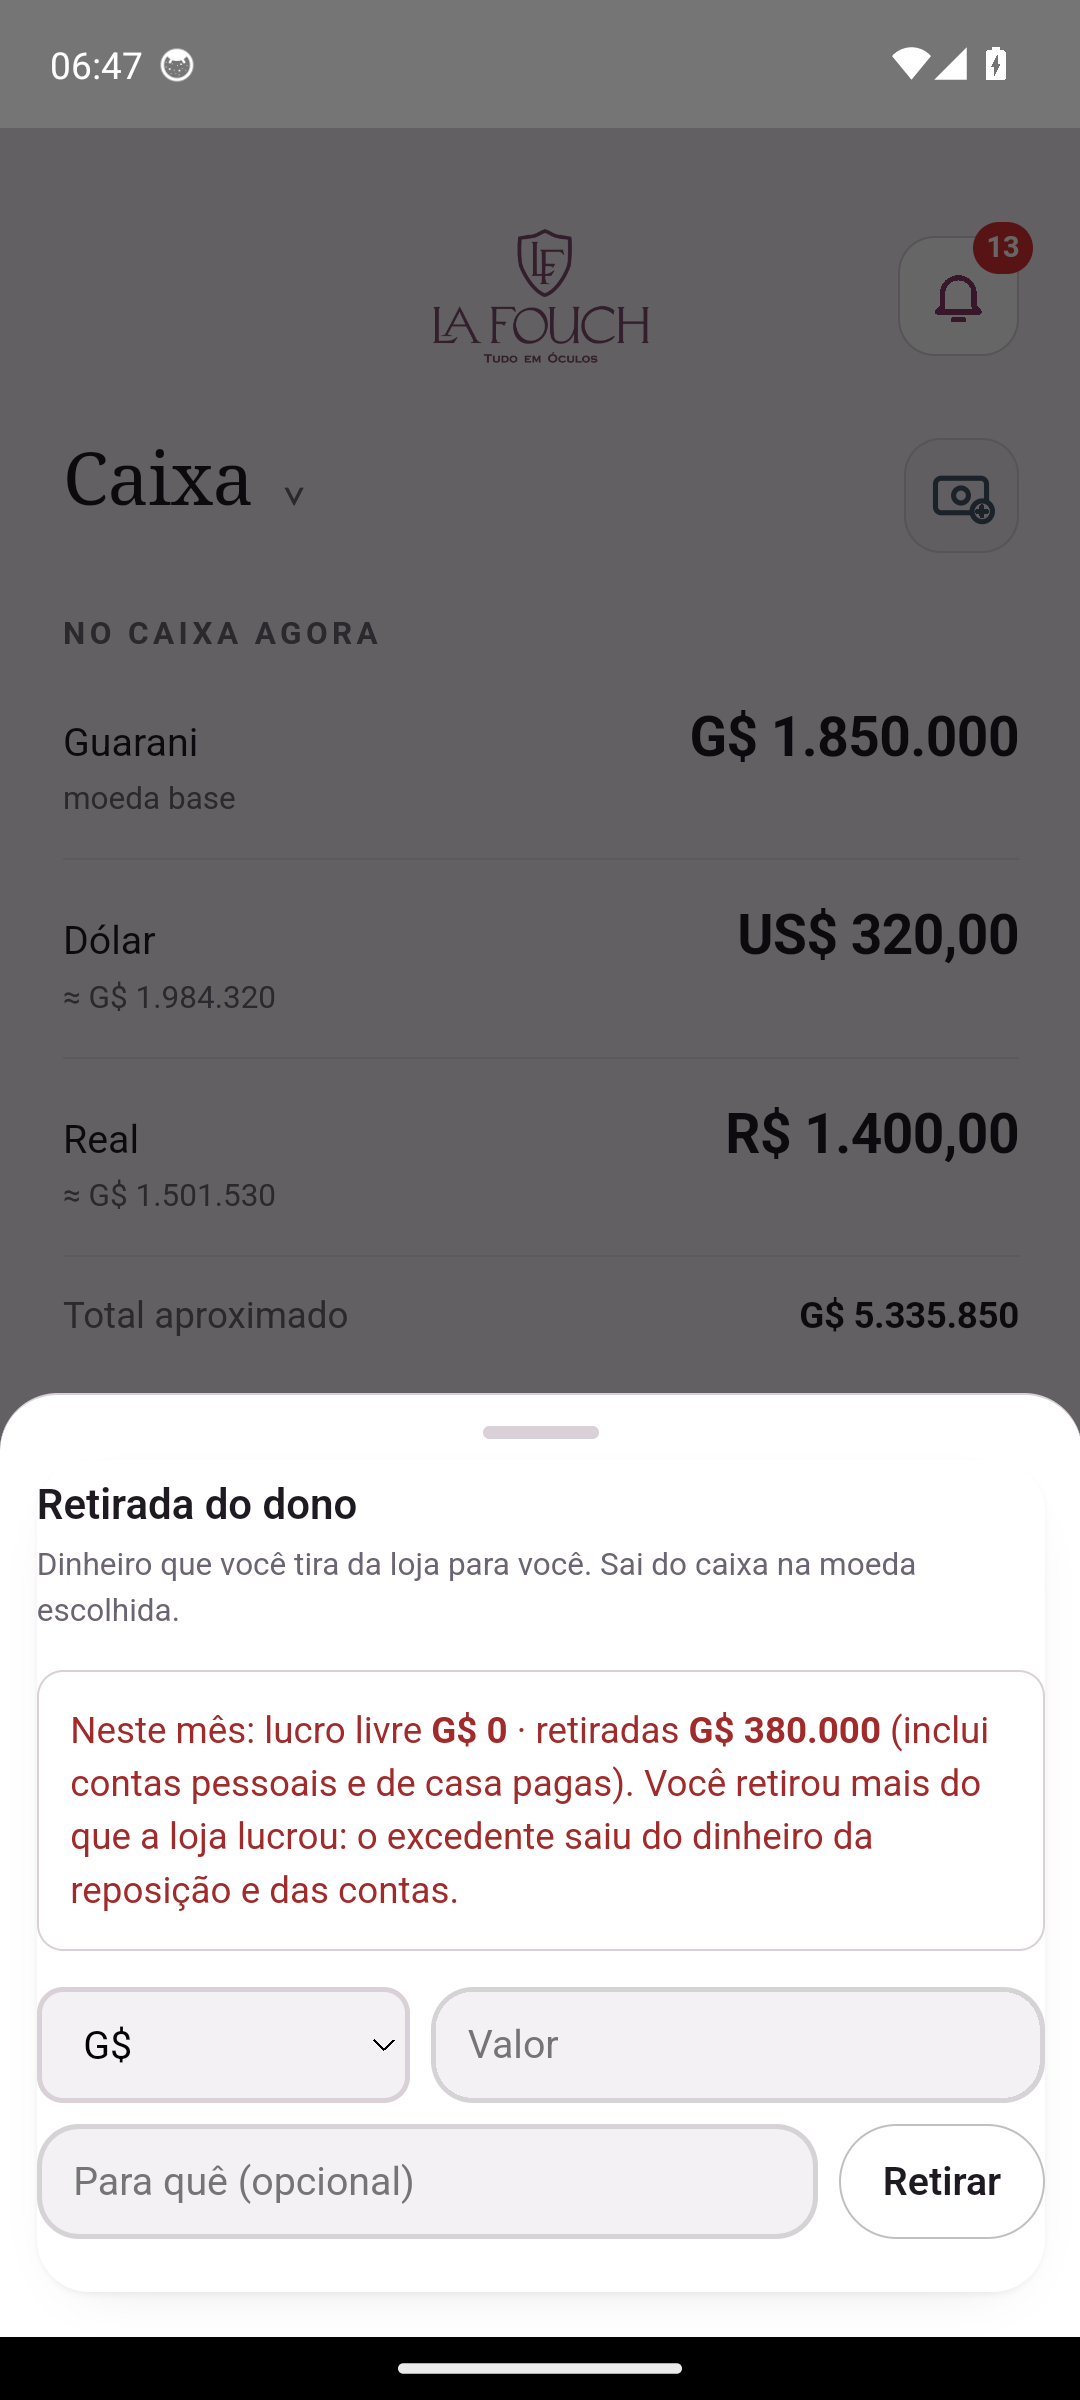 06:47
13
LF
LA FOUCH
TUDO EM ÓCULOS
Caixa
NO CAIXA AGORA
Guarani
G$ 1.850.000
moeda base
Dólar
US$ 320,00
≈ G$ 1.984.320
Real
R$ 1.400,00
≈ G$ 1.501.530
Total aproximado
G$ 5.335.850
Retirada do dono
Dinheiro que você tira da loja para você. Sai do caixa na moeda
escolhida.
Neste mês: lucro livre G$ 0 · retiradas G$ 380.000 (inclui
contas pessoais e de casa pagas). Você retirou mais do
que a loja lucrou: o excedente saiu do dinheiro da
reposição e das contas.
G$
Valor
Para quê (opcional)
Retirar